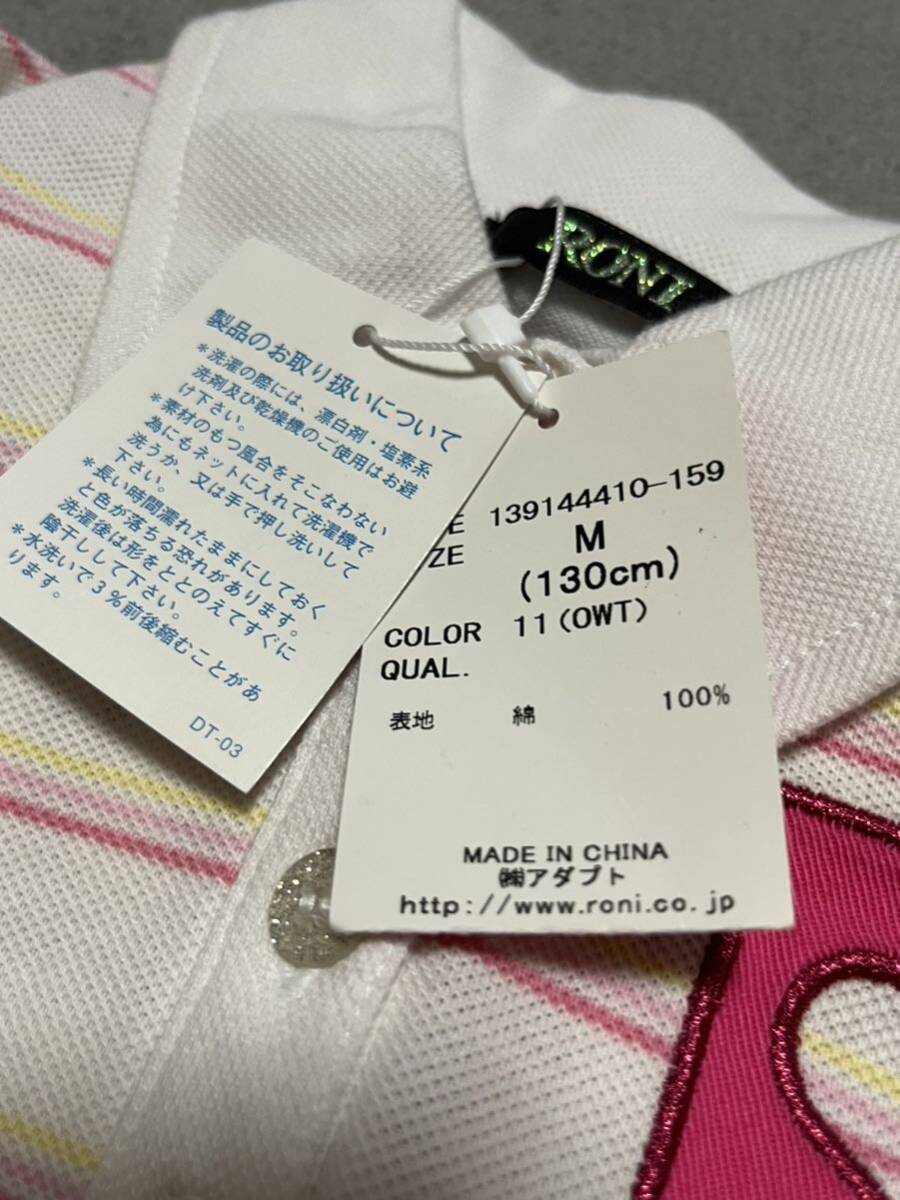 RONI
製品のお取り扱いについて
*洗濯の際には、漂白剤・塩素系
洗剤及び乾燥機のご使用はお避
け下さい。
*素材のもつ風合をそこなわない
為にもネットに入れて洗濯機で
洗うか、又は手で押し洗いして
下さい。
*長い時間濡れたままにしておく
と色が落ちる恐れがあります。
洗濯後は形をととのえてすぐに
陰干しして下さい。
*水洗いで3%前後縮むことがあ
ります。
DT-03
E 139144410-159
ZE M
(130cm)
COLOR 11(OWT)
QUAL.
表地 綿 100%
MADE IN CHINA
㈱アダプト
http://www.roni.co.jp